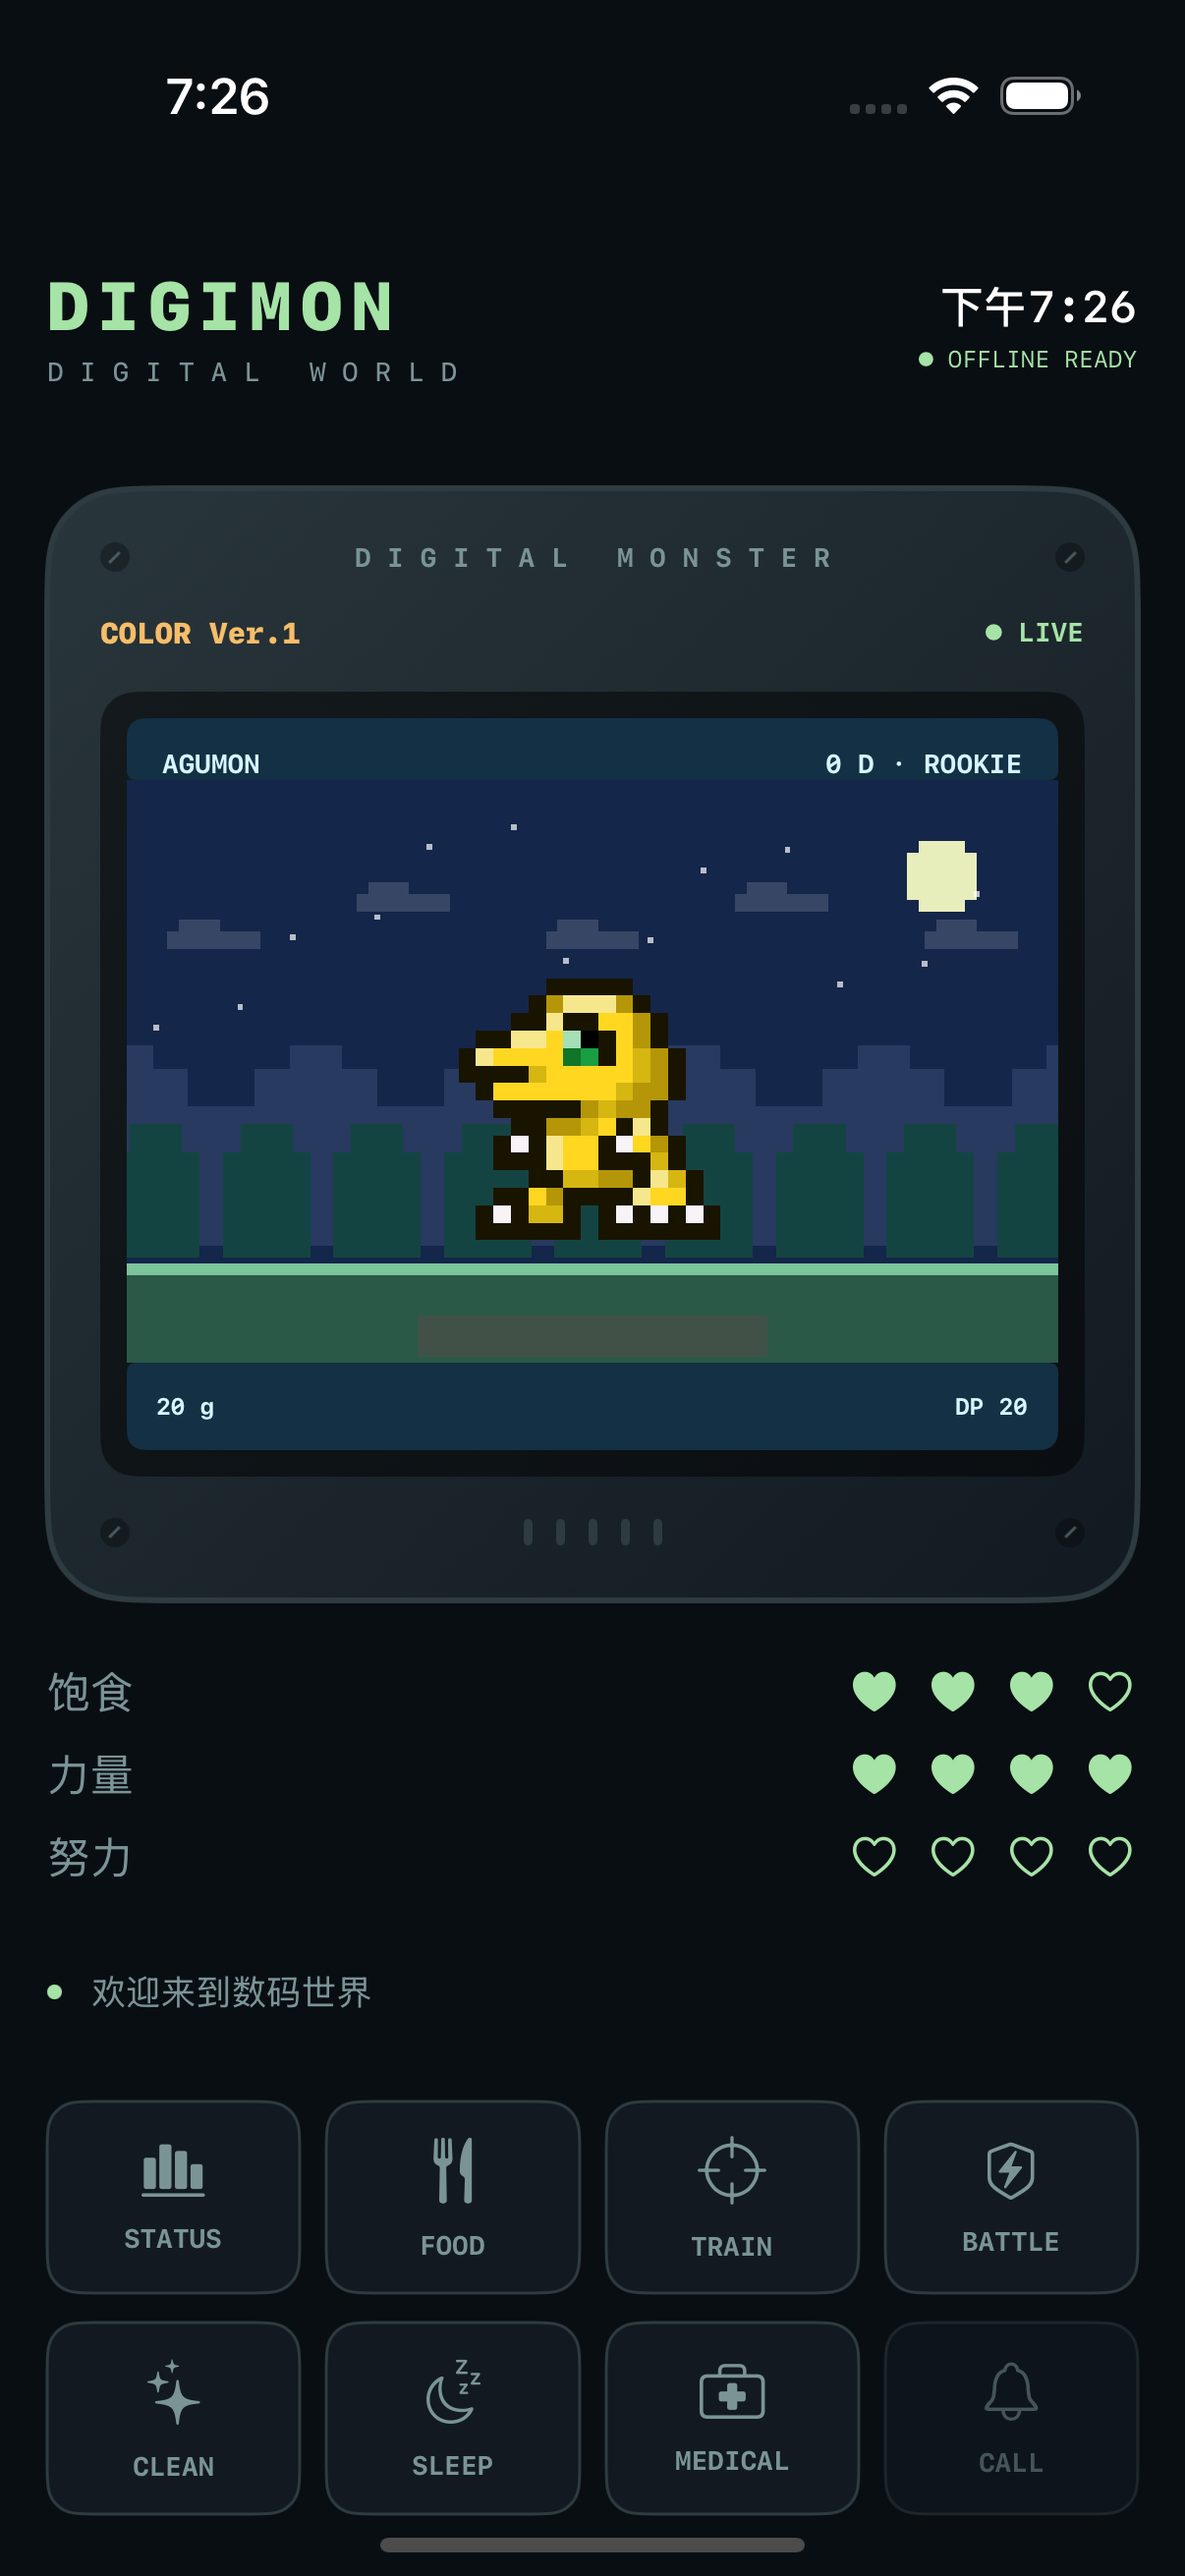 7:26
DIGIMON
下午7:26
DIGITAL WORLD
OFFLINE READY
DIGITAL MONSTER
COLOR Ver.1
LIVE
AGUMON
0 D · ROOKIE
20 g
DP 20
饱食
力量
努力
欢迎来到数码世界
STATUS
FOOD
TRAIN
BATTLE
CLEAN
SLEEP
MEDICAL
CALL